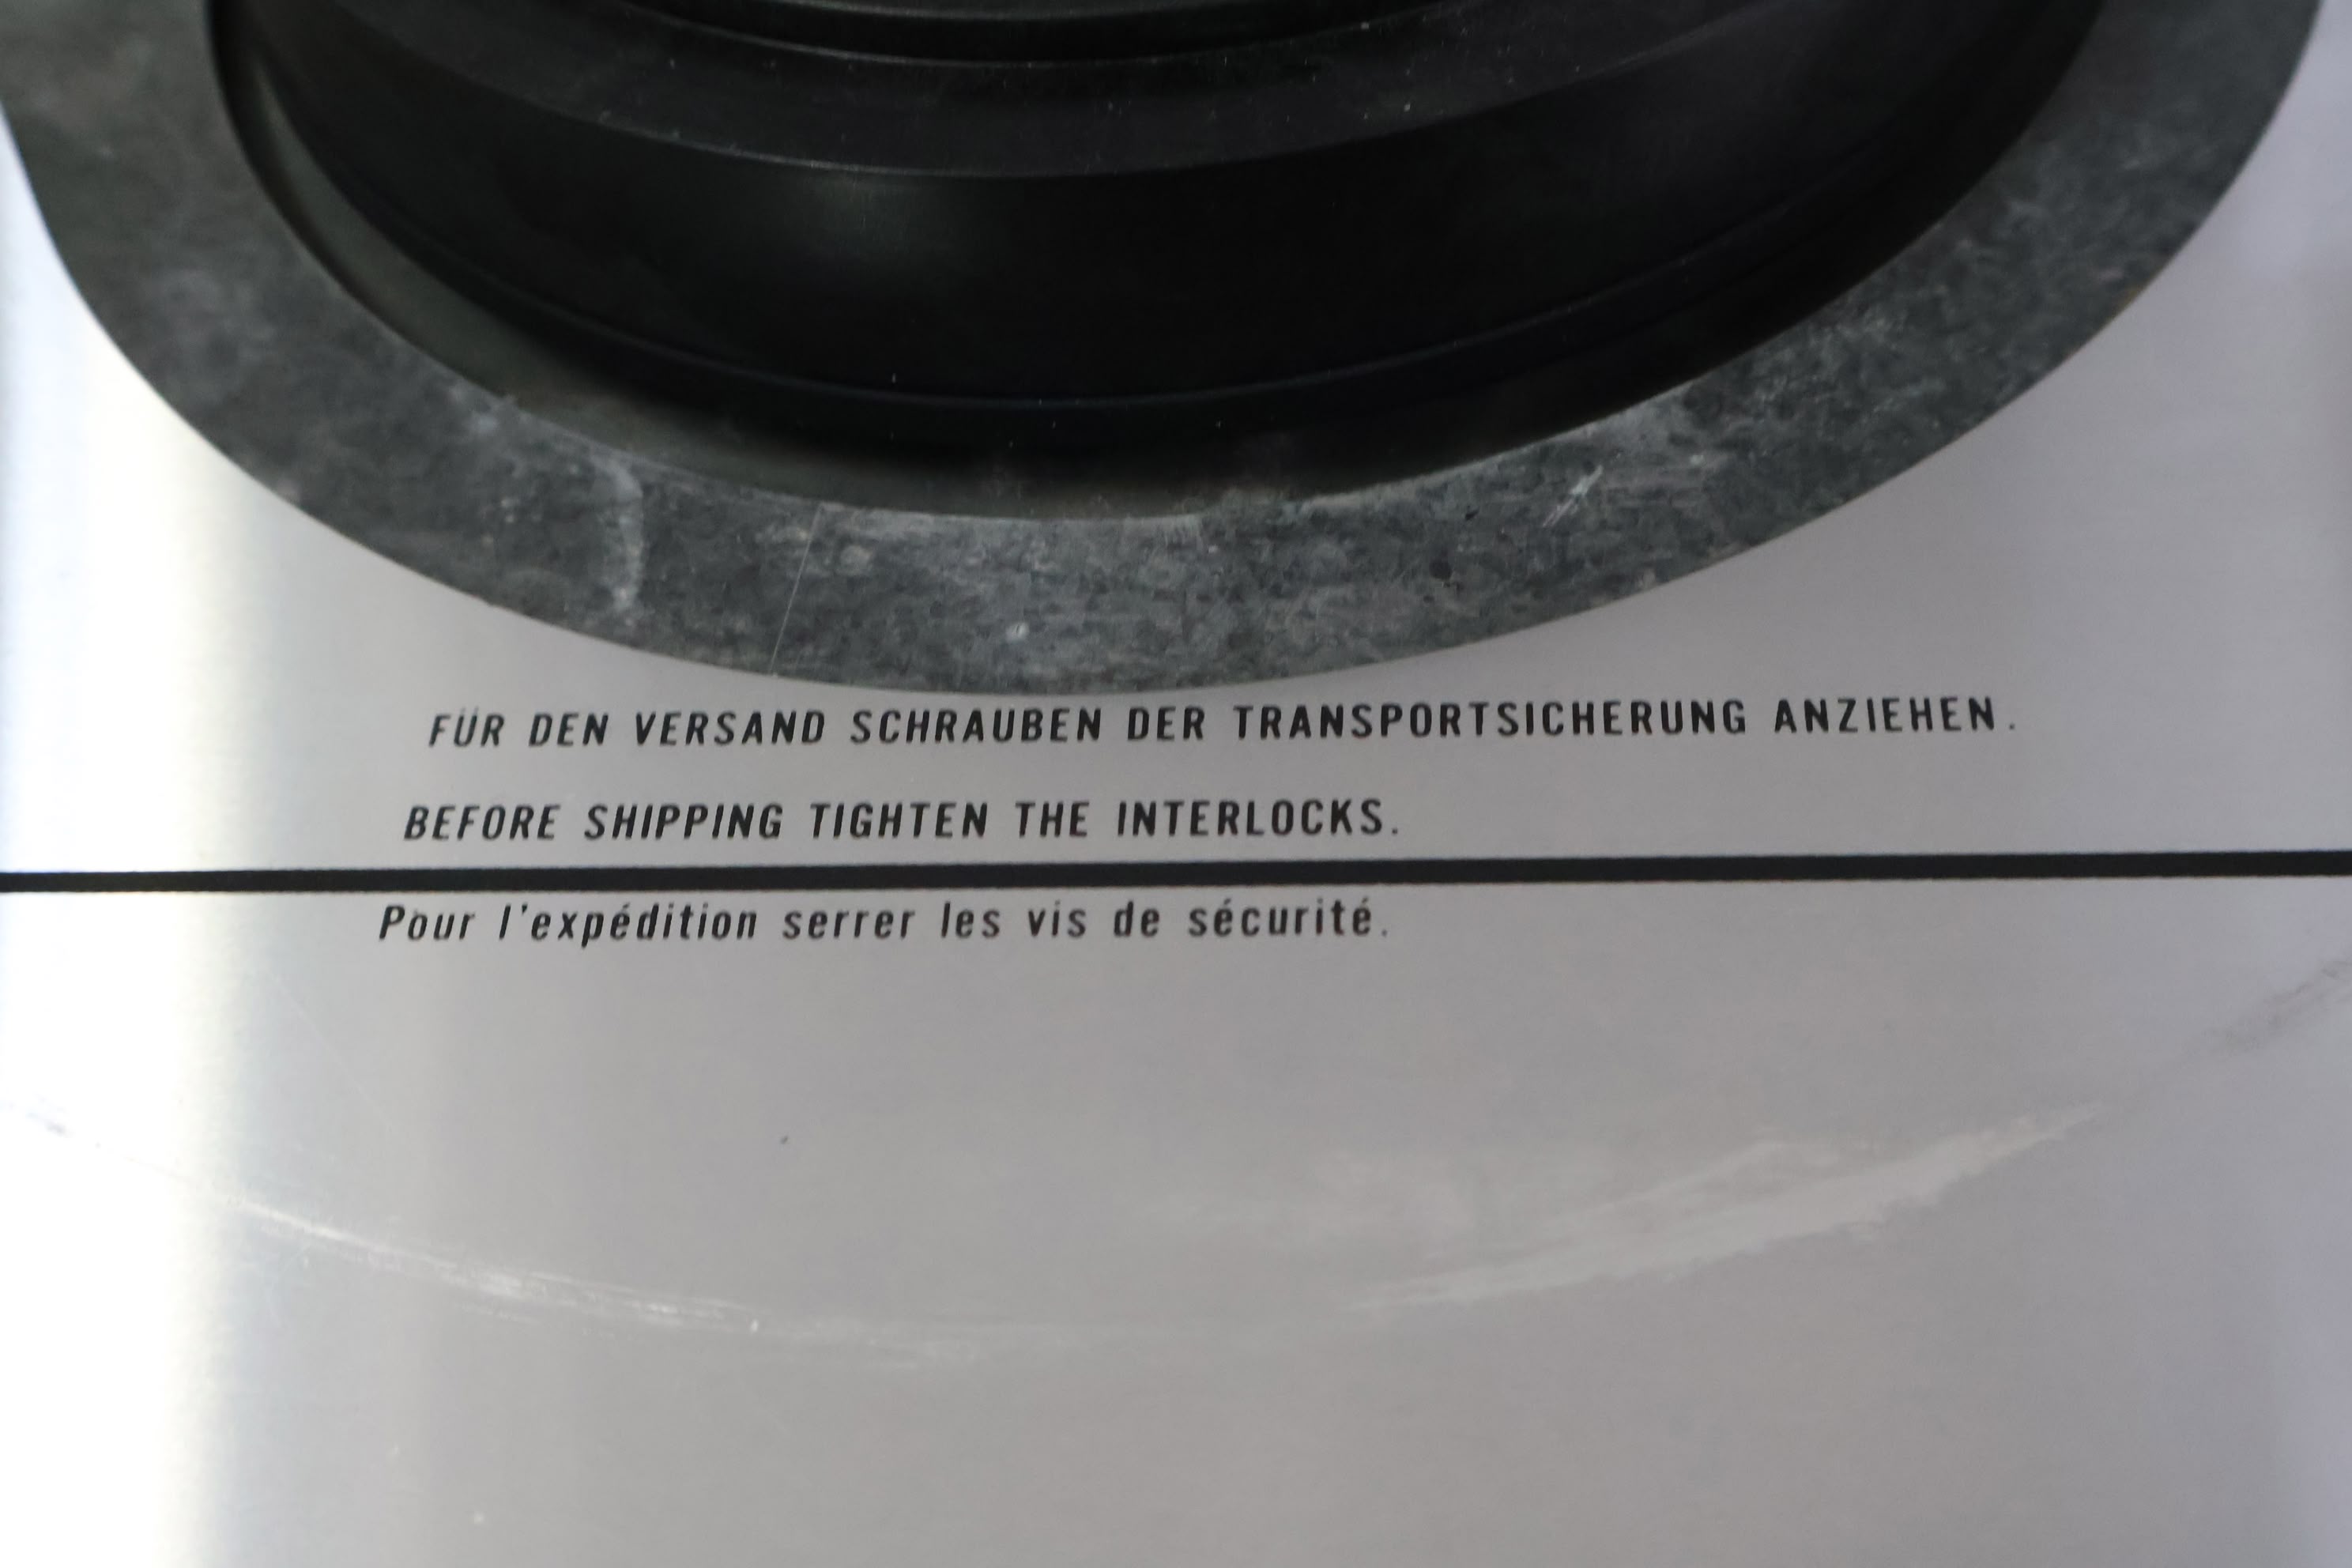 FÜR DEN VERSAND SCHRAUBEN DER TRANSPORTSICHERUNG ANZIEHEN.
BEFORE SHIPPING TIGHTEN THE INTERLOCKS.
Pour l'expédition serrer les vis de sécurité.